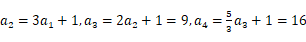 a₂ = 3a₁ + 1, a₃ = 2a₂ + 1 = 9, a₄ = 5/3 a₃ + 1 = 16